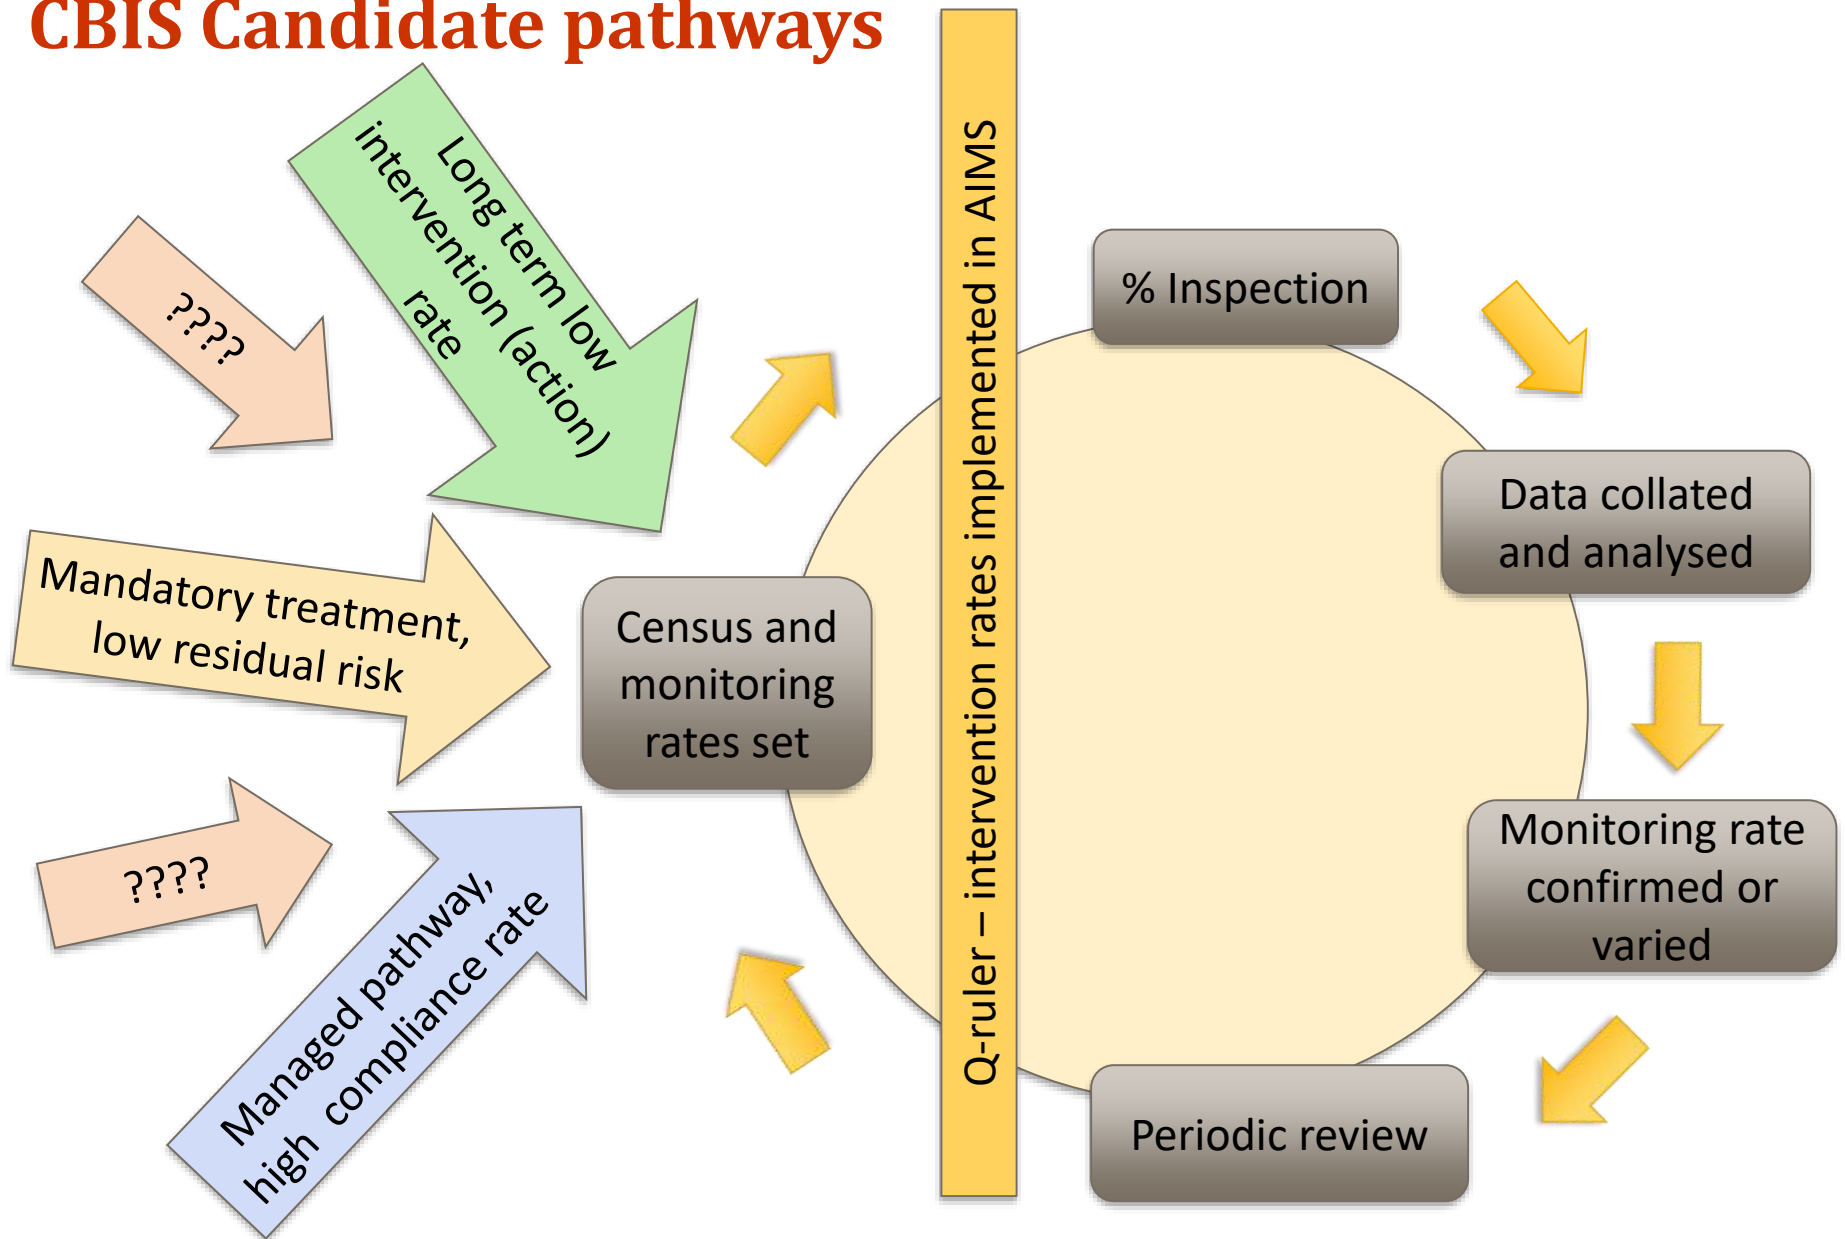 CBIS Candidate pathways
Long term low
intervention (action)
rate
????
Mandatory treatment,
low residual risk
????
Managed pathway,
high compliance rate
Census and
monitoring
rates set
Q-ruler – intervention rates implemented in AIMS
% Inspection
Data collated
and analysed
Monitoring rate
confirmed or
varied
Periodic review